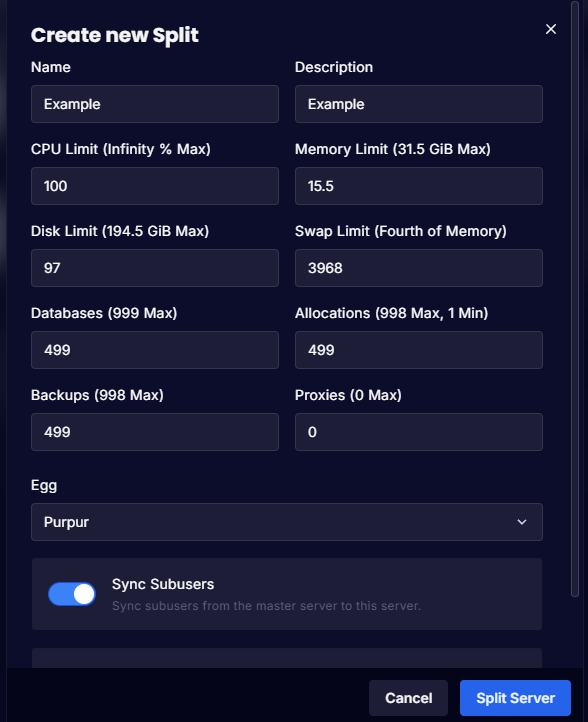 Create new Split
Name
Description
Example
Example
CPU Limit (Infinity % Max)
Memory Limit (31.5 GiB Max)
100
15.5
Disk Limit (194.5 GiB Max)
Swap Limit (Fourth of Memory)
97
3968
Databases (999 Max)
Allocations (998 Max, 1 Min)
499
499
Backups (998 Max)
Proxies (0 Max)
499
0
Egg
Purpur
Sync Subusers
Sync subusers from the master server to this server.
Cancel
Split Server